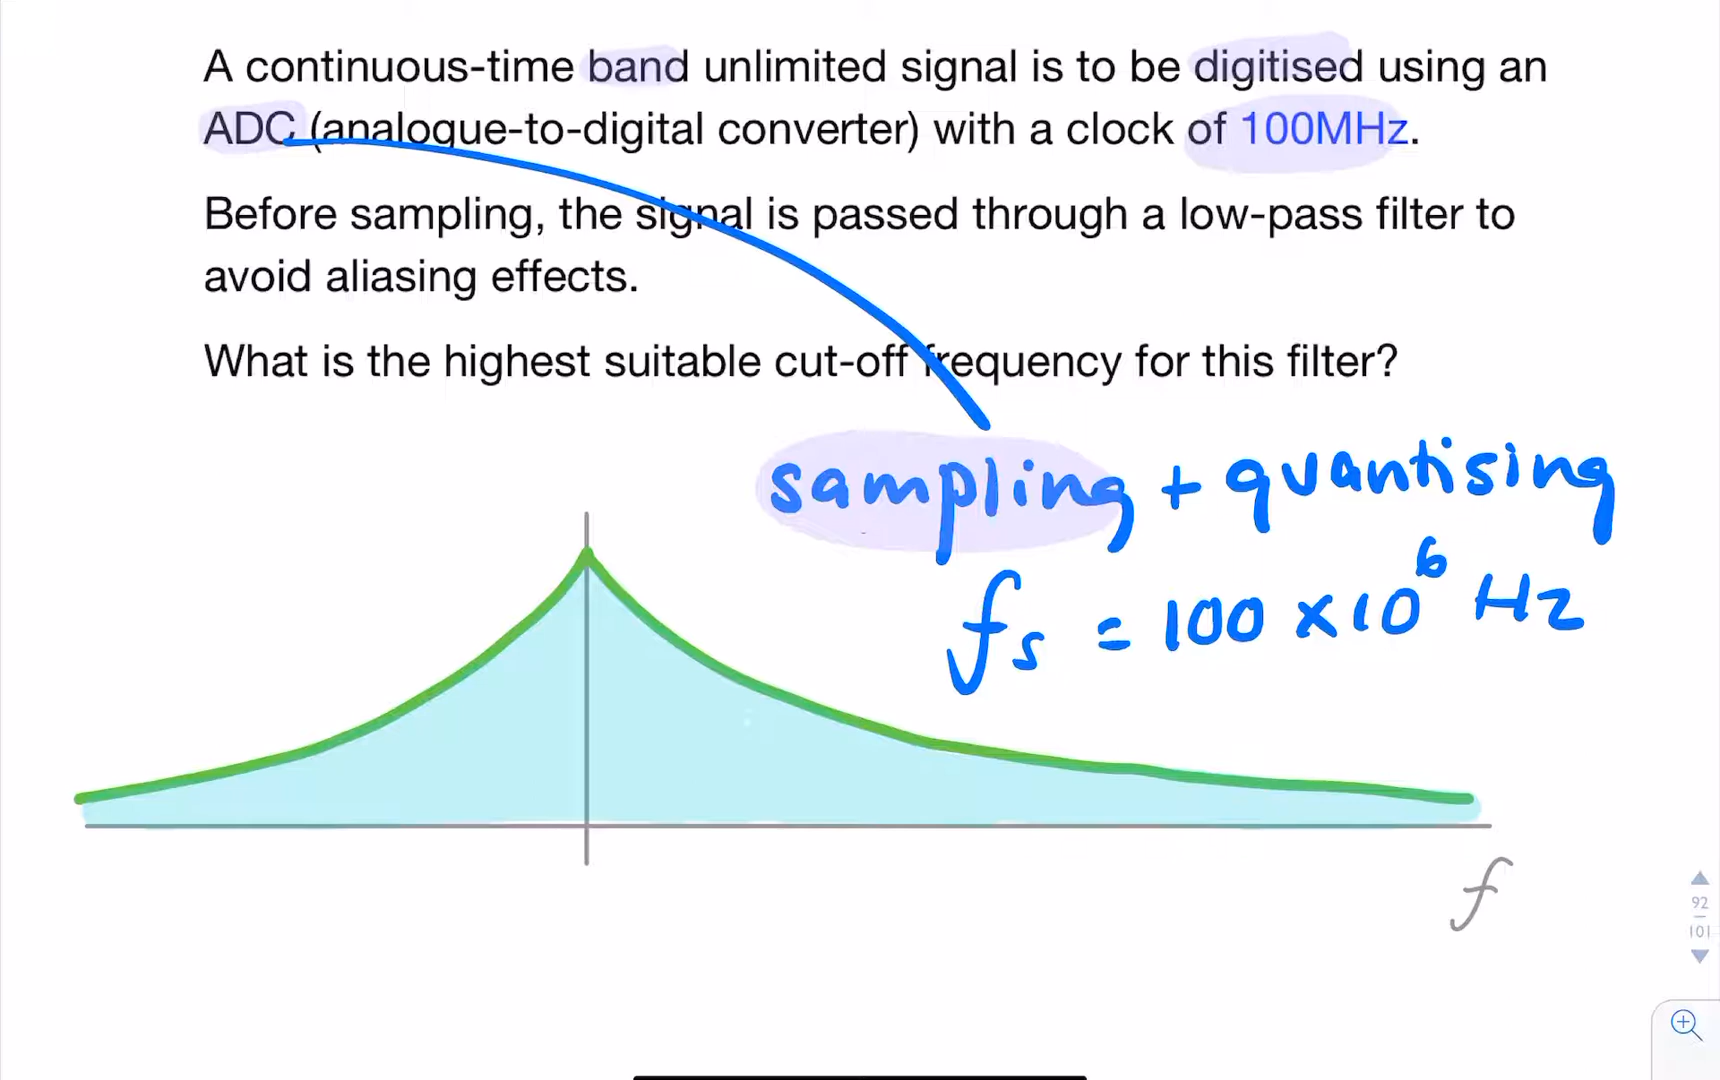 A continuous-time band unlimited signal is to be digitised using an
ADC (analogue-to-digital converter) with a clock of 100MHz.
Before sampling, the signal is passed through a low-pass filter to
avoid aliasing effects.
What is the highest suitable cut-off frequency for this filter?
sampling + quantising
fs = 100 ×10⁶ Hz
f
92
101